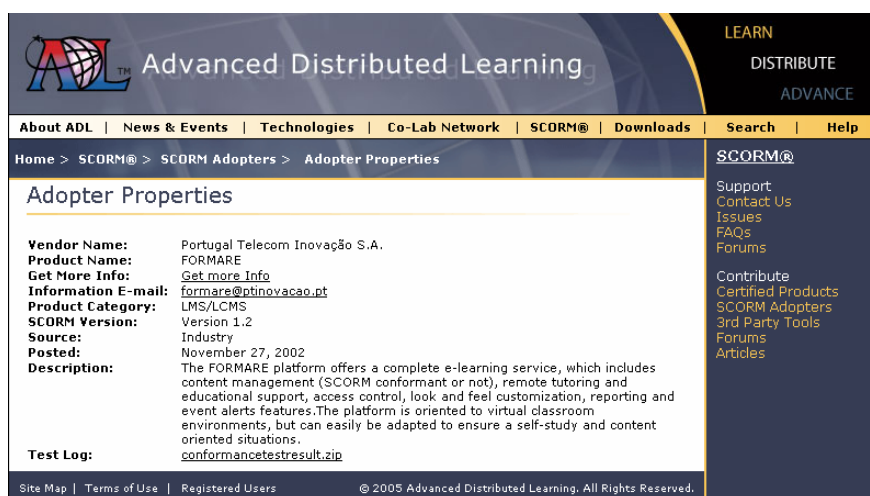 ADL TM Advanced Distributed Learning
LEARN
DISTRIBUTE
ADVANCE
About ADL | News & Events | Technologies | Co-Lab Network | SCORM® | Downloads | Search | Help
Home > SCORM® > SCORM Adopters > Adopter Properties
Adopter Properties
Vendor Name: Portugal Telecom Inovação S.A.
Product Name: FORMARE
Get More Info: Get more Info
Information E-mail: formare@ptinovacao.pt
Product Category: LMS/LCMS
SCORM Version: Version 1.2
Source: Industry
Posted: November 27, 2002
Description: The FORMARE platform offers a complete e-learning service, which includes
content management (SCORM conformant or not), remote tutoring and
educational support, access control, look and feel customization, reporting and
event alerts features.The platform is oriented to virtual classroom
environments, but can easily be adapted to ensure a self-study and content
oriented situations.
Test Log: conformancetestresult.zip
SCORM®
Support
Contact Us
Issues
FAQs
Forums
Contribute
Certified Products
SCORM Adopters
3rd Party Tools
Forums
Articles
Site Map | Terms of Use | Registered Users © 2005 Advanced Distributed Learning. All Rights Reserved.